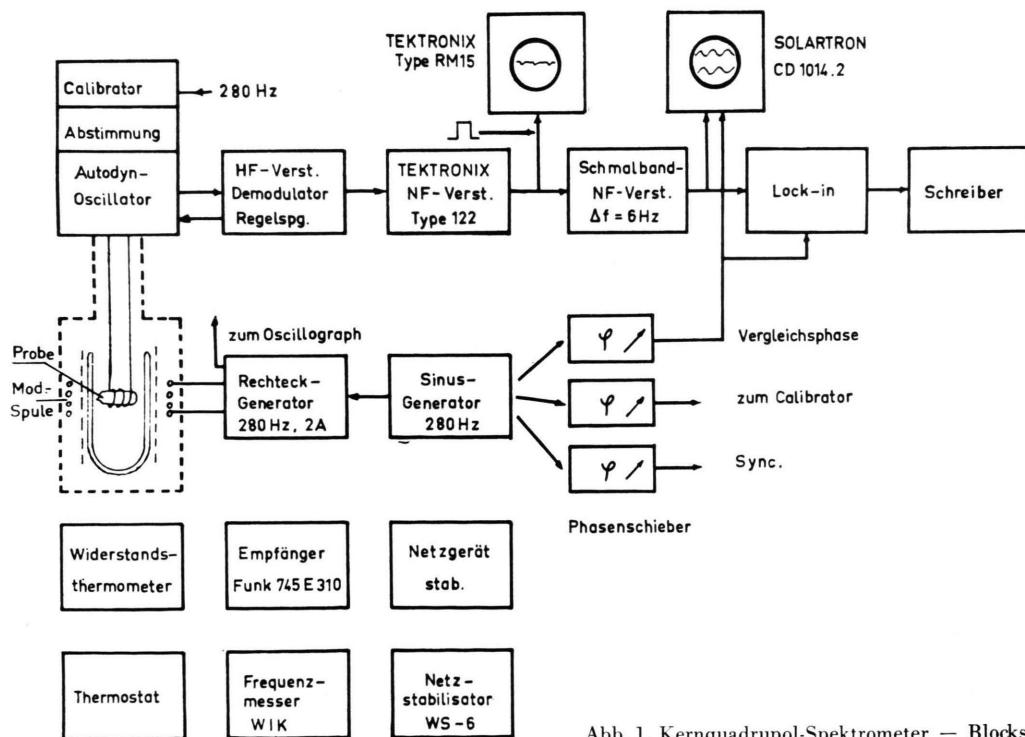 TEKTRONIX
Type RM15
SOLARTRON
CD 1014.2
Calibrator
280 Hz
Abstimmung
Autodyn-
Oscillator
HF-Verst.
Demodulator
Regelspg.
TEKTRONIX
NF-Verst.
Type 122
Schmalband-
NF-Verst.
Δf = 6Hz
Lock-in
Schreiber
Probe
Mod.-
Spule
zum Oscillograph
Rechteck-
Generator
280Hz, 2A
Sinus-
Generator
280Hz
φ
Vergleichsphase
φ
zum Calibrator
φ
Sync.
Phasenschieber
Widerstands-
thermometer
Empfänger
Funk 745 E 310
Netzgerät
stab.
Thermostat
Frequenz-
messer
WIK
Netz-
stabilisator
WS-6
Abb. 1. Kernquadrupol-Spektrometer — Blocks